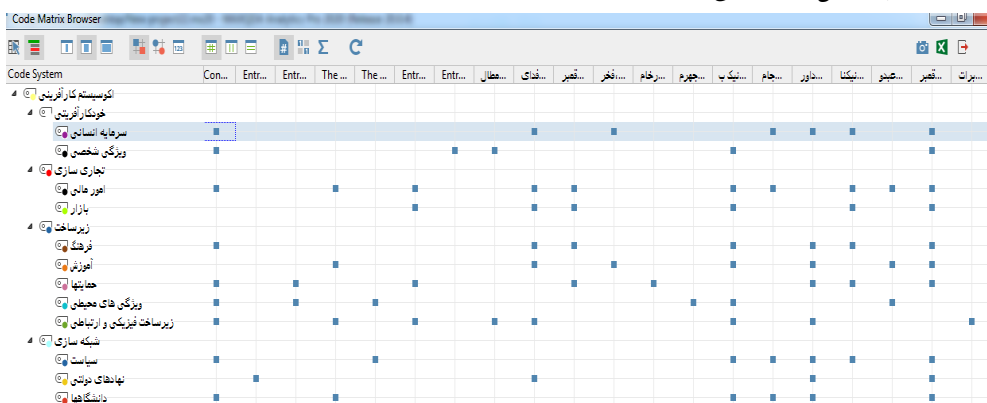 Code Matrix Browser
Code System Con... Entr... Entr... The ... The ... Entr... Entr... هطال... فدای... قمبر... فخر... رخام... جهرم... نیک ب... جام... داور... نیکنا... عبدو... قمبر... برات...
اکوسیستم کارآفرینی
خودکارآفرینی
سرمایه انسانی
ویژگی شخصی
تجاری سازی
امور مالی
بازار
زیرساخت
فرهنگ
آموزش
حمایتها
ویژگی های محیطی
زیرساخت فیزیکی و ارتباطی
شبکه سازی
سیاست
نهادهای دولتی
دانشگاهها